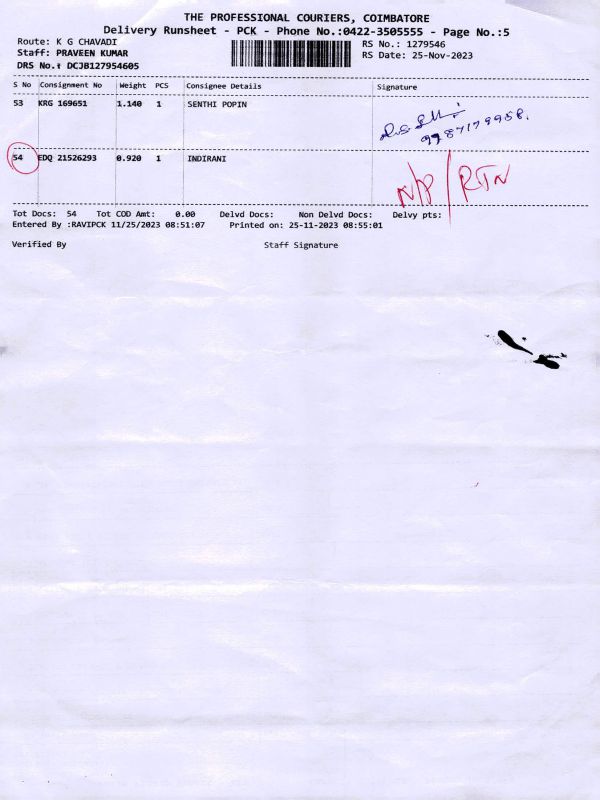 THE PROFESSIONAL COURIERS, COIMBATORE
Delivery Runsheet - PCK - Phone No.:0422-3505555 - Page No.:5
Route: K G CHAVADI RS No.: 1279546
Staff: PRAVEEN KUMAR RS Date: 25-Nov-2023
DRS No.: DCJB127954605
S No Consignment No Weight PCS Consignee Details Signature
53 KRG 169651 1.140 1 SENTHI POPIN
9987179958.
54 EDQ 21526293 0.920 1 INDIRANI N/P / RTN
Tot Docs: 54 Tot COD Amt: 0.00 Delvd Docs: Non Delvd Docs: Delvy pts:
Entered By :RAVIPCK 11/25/2023 08:51:07 Printed on: 25-11-2023 08:55:01
Verified By Staff Signature